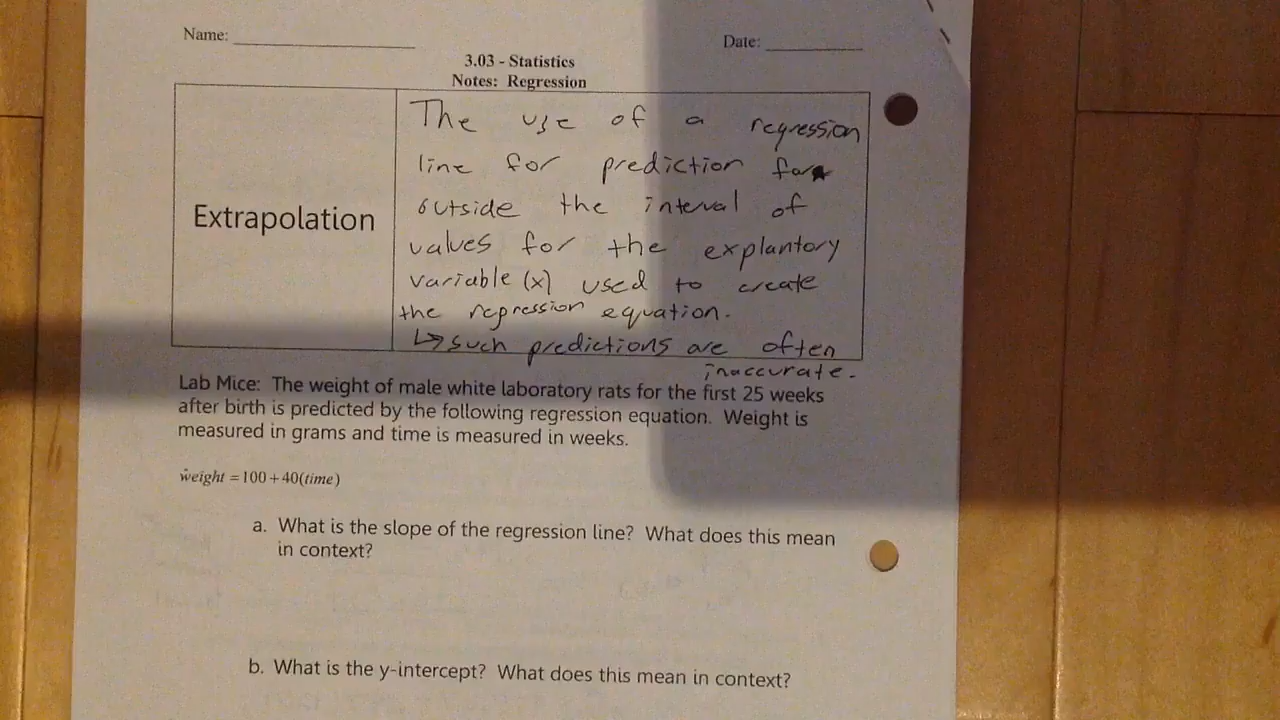 Name: ____________ Date: ____________
3.03 - Statistics
Notes: Regression
Extrapolation
The use of a regression
line for prediction far
outside the interval of
values for the explantory
variable (x) used to create
the regression equation.
↳ such predictions are often
inaccurate.
Lab Mice: The weight of male white laboratory rats for the first 25 weeks
after birth is predicted by the following regression equation. Weight is
measured in grams and time is measured in weeks.
ŵeight = 100 + 40(time)
a. What is the slope of the regression line? What does this mean
in context?
b. What is the y-intercept? What does this mean in context?